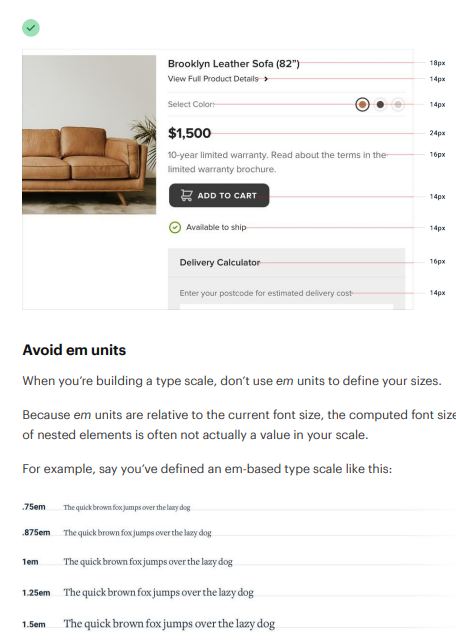 Brooklyn Leather Sofa (82”) 18px
View Full Product Details 14px
Select Color: 14px
$1,500 24px
10-year limited warranty. Read about the terms in the 16px
limited warranty brochure.
ADD TO CART 14px
Available to ship 14px
Delivery Calculator 16px
Enter your postcode for estimated delivery cost 14px
Avoid em units
When you’re building a type scale, don’t use em units to define your sizes.
Because em units are relative to the current font size, the computed font size
of nested elements is often not actually a value in your scale.
For example, say you’ve defined an em-based type scale like this:
.75em The quick brown fox jumps over the lazy dog
.875em The quick brown fox jumps over the lazy dog
1em The quick brown fox jumps over the lazy dog
1.25em The quick brown fox jumps over the lazy dog
1.5em The quick brown fox jumps over the lazy dog